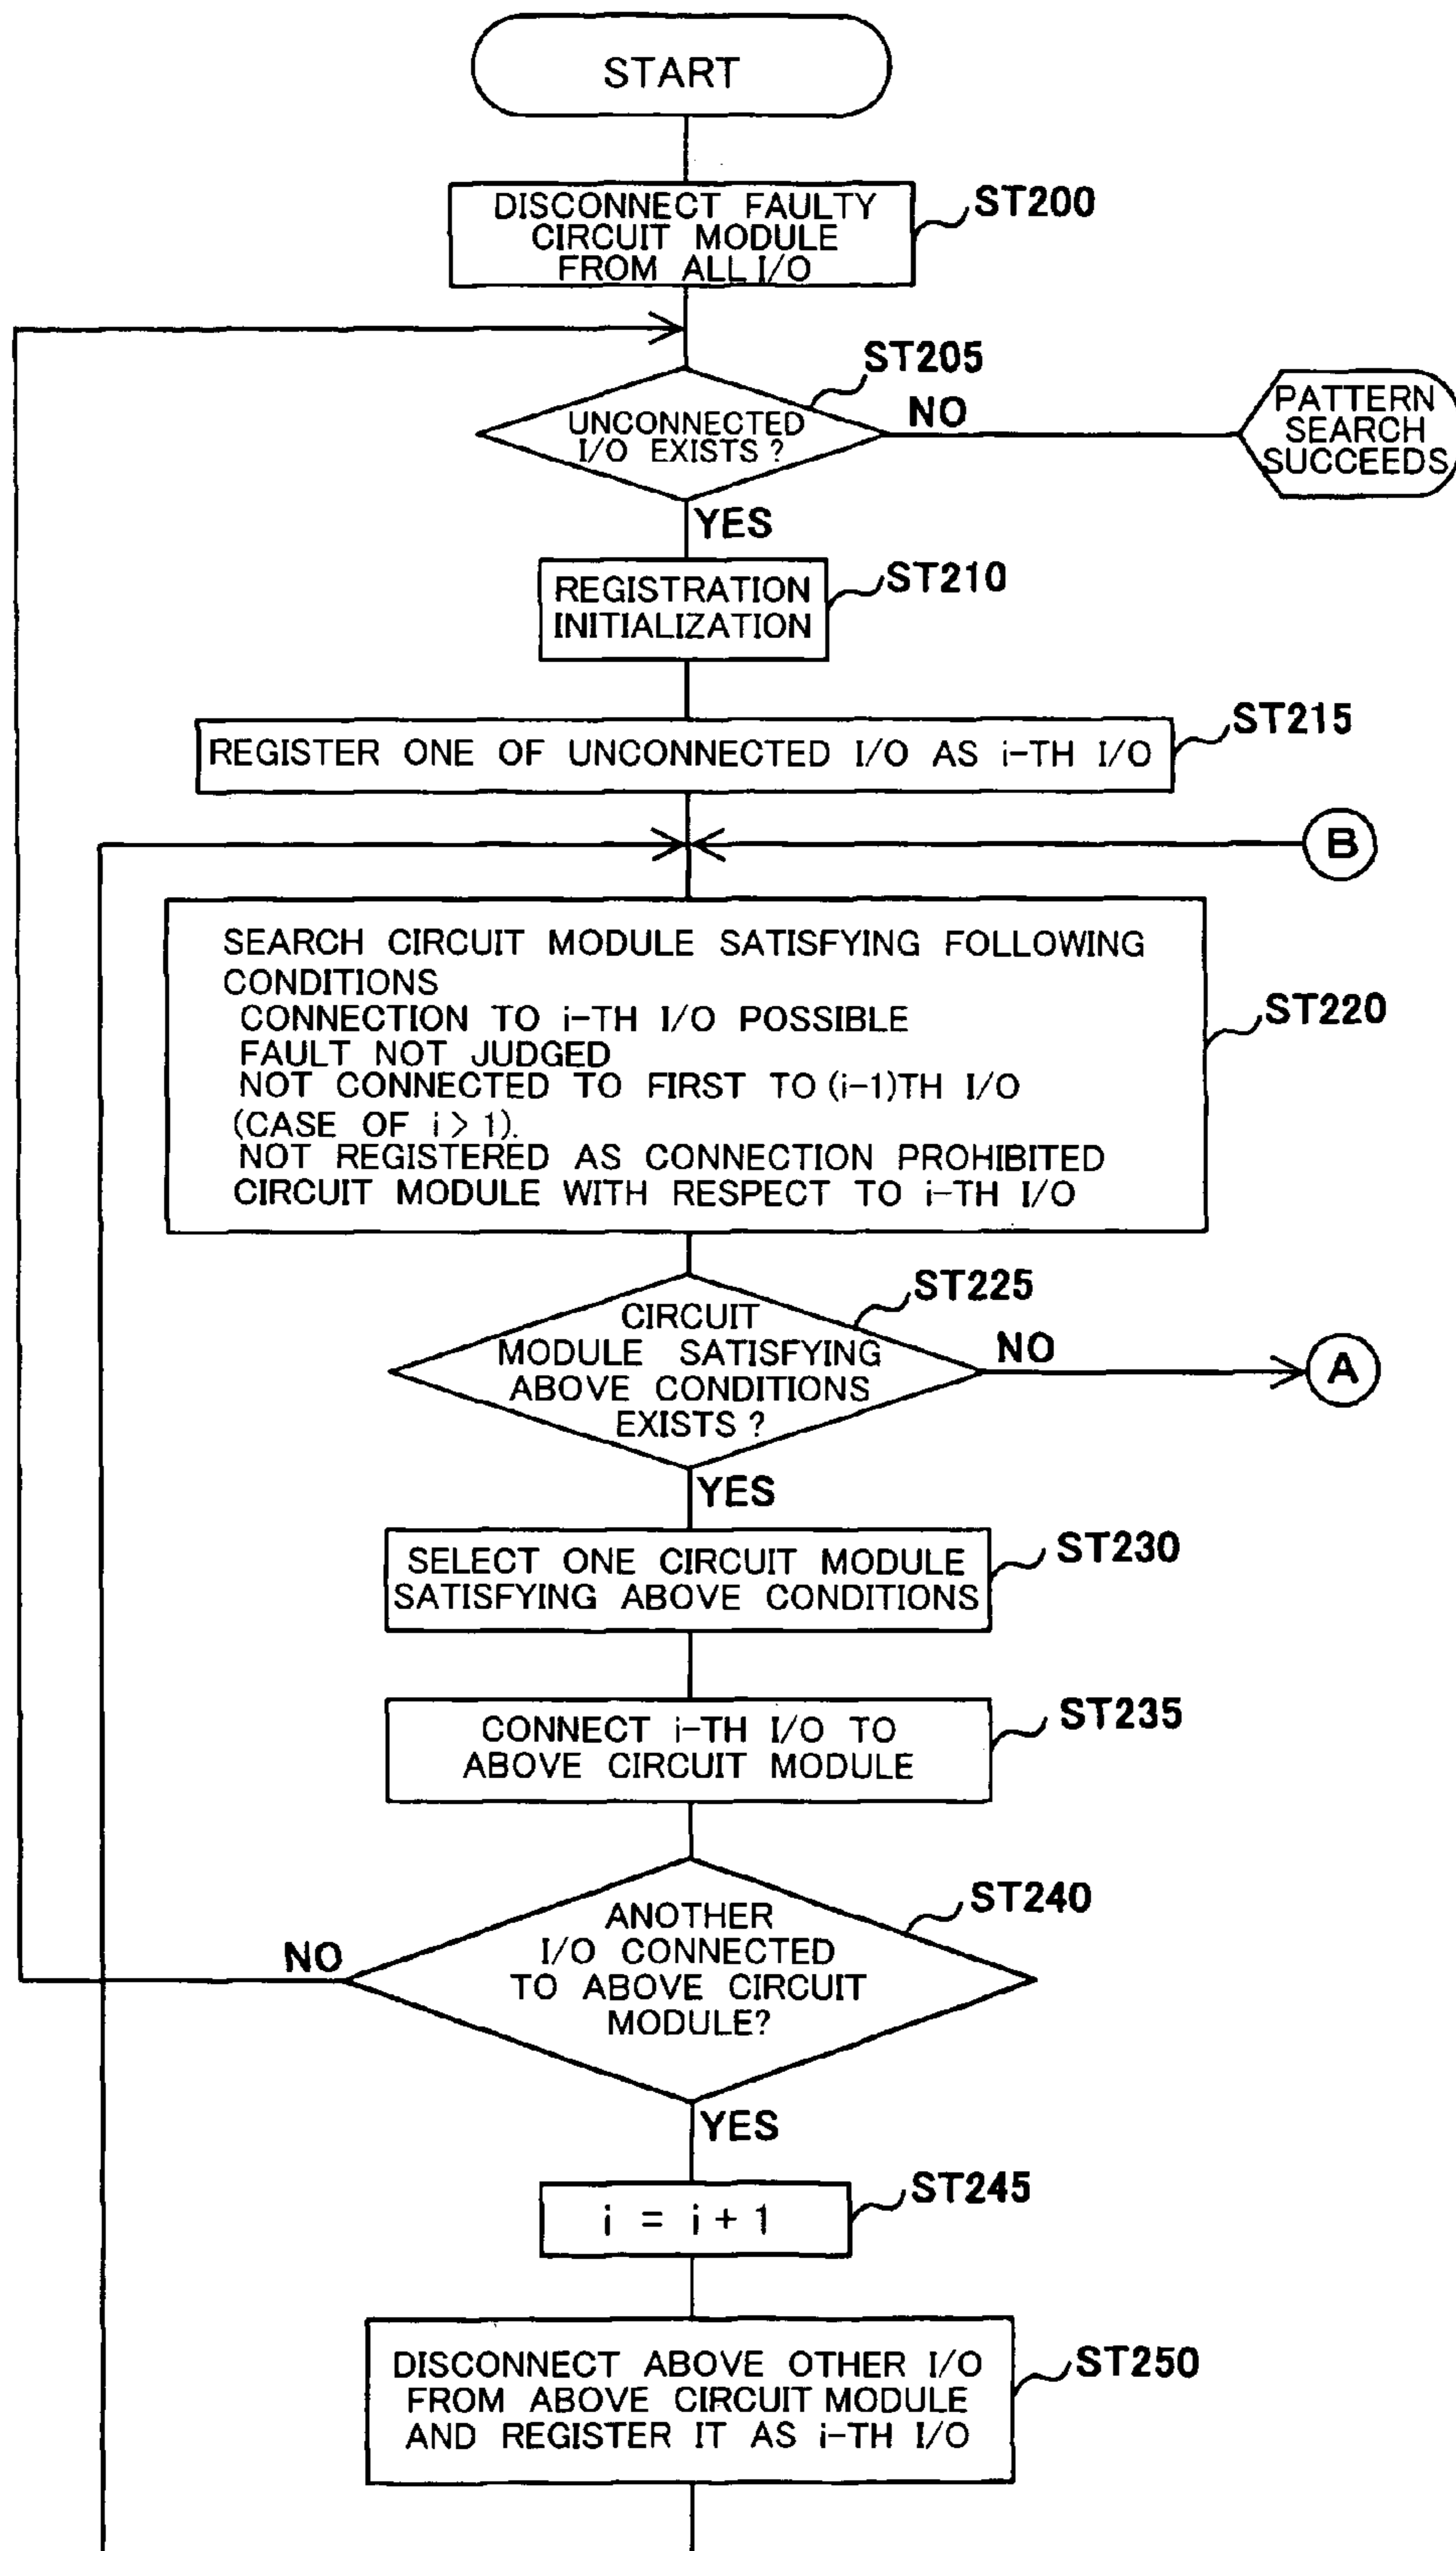 START
DISCONNECT FAULTY
CIRCUIT MODULE
FROM ALL I/O
ST200
UNCONNECTED
I/O EXISTS?
ST205
NO
PATTERN
SEARCH
SUCCEEDS
YES
REGISTRATION
INITIALIZATION
ST210
REGISTER ONE OF UNCONNECTED I/O AS i-TH I/O
ST215
B
SEARCH CIRCUIT MODULE SATISFYING FOLLOWING
CONDITIONS
CONNECTION TO i-TH I/O POSSIBLE
FAULT NOT JUDGED
NOT CONNECTED TO FIRST TO (i-1)TH I/O
(CASE OF i > 1).
NOT REGISTERED AS CONNECTION PROHIBITED
CIRCUIT MODULE WITH RESPECT TO i-TH I/O
ST220
CIRCUIT
MODULE SATISFYING
ABOVE CONDITIONS
EXISTS?
ST225
NO
A
YES
SELECT ONE CIRCUIT MODULE
SATISFYING ABOVE CONDITIONS
ST230
CONNECT i-TH I/O TO
ABOVE CIRCUIT MODULE
ST235
ANOTHER
I/O CONNECTED
TO ABOVE CIRCUIT
MODULE?
ST240
NO
YES
i = i + 1
ST245
DISCONNECT ABOVE OTHER I/O
FROM ABOVE CIRCUIT MODULE
AND REGISTER IT AS i-TH I/O
ST250